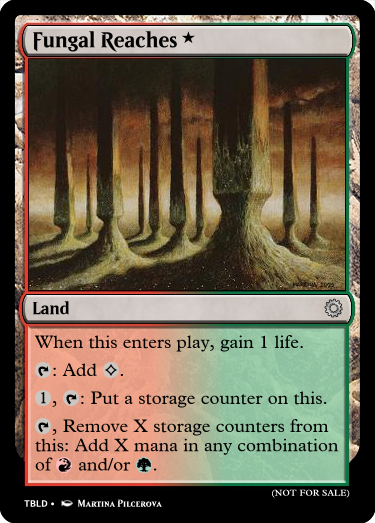 Fungal Reaches ★
Land
When this enters play, gain 1 life.
: Add .
1, : Put a storage counter on this.
, Remove X storage counters from
this: Add X mana in any combination
of and/or .
(NOT FOR SALE)
TBLD • Martina Pilcerova